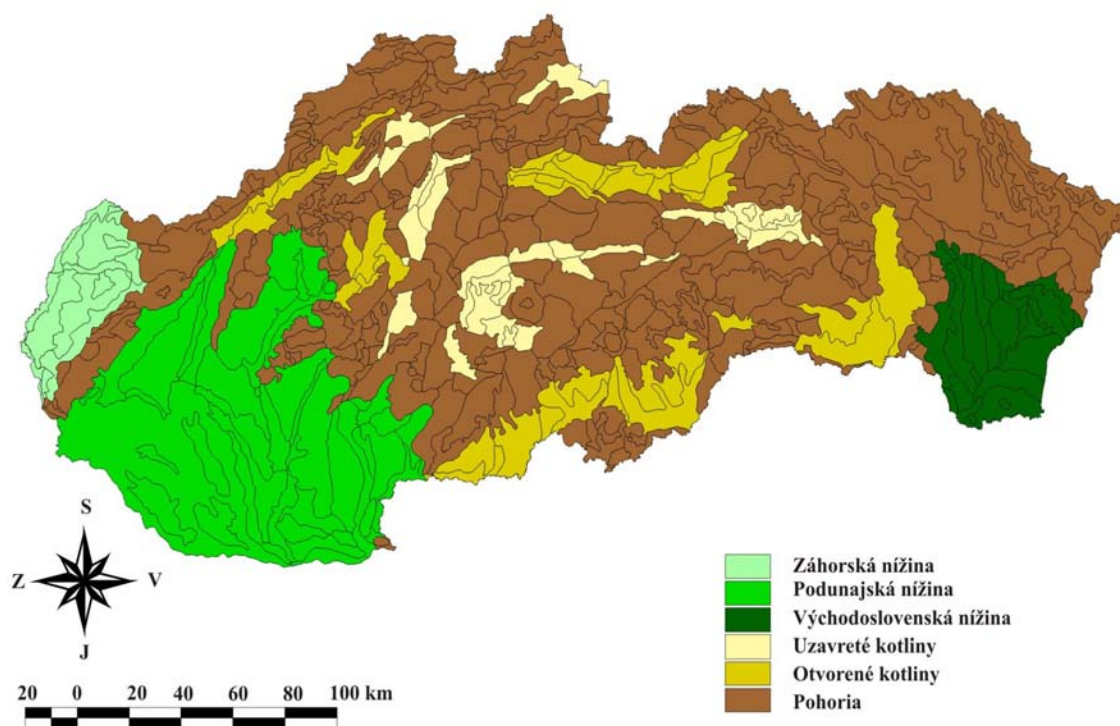 S
Z V
J
20 0 20 40 60 80 100 km
Záhorská nížina
Podunajská nížina
Východoslovenská nížina
Uzavreté kotliny
Otvorené kotliny
Pohoria